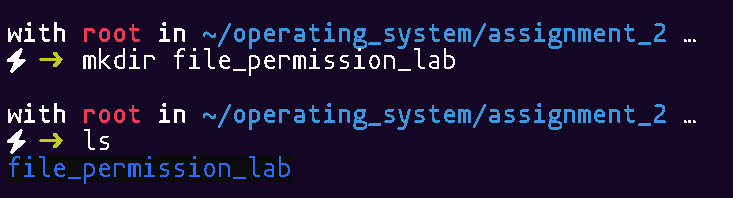 with root in ~/operating_system/assignment_2 …
⚡ ➜ mkdir file_permission_lab
with root in ~/operating_system/assignment_2 …
⚡ ➜ ls
file_permission_lab